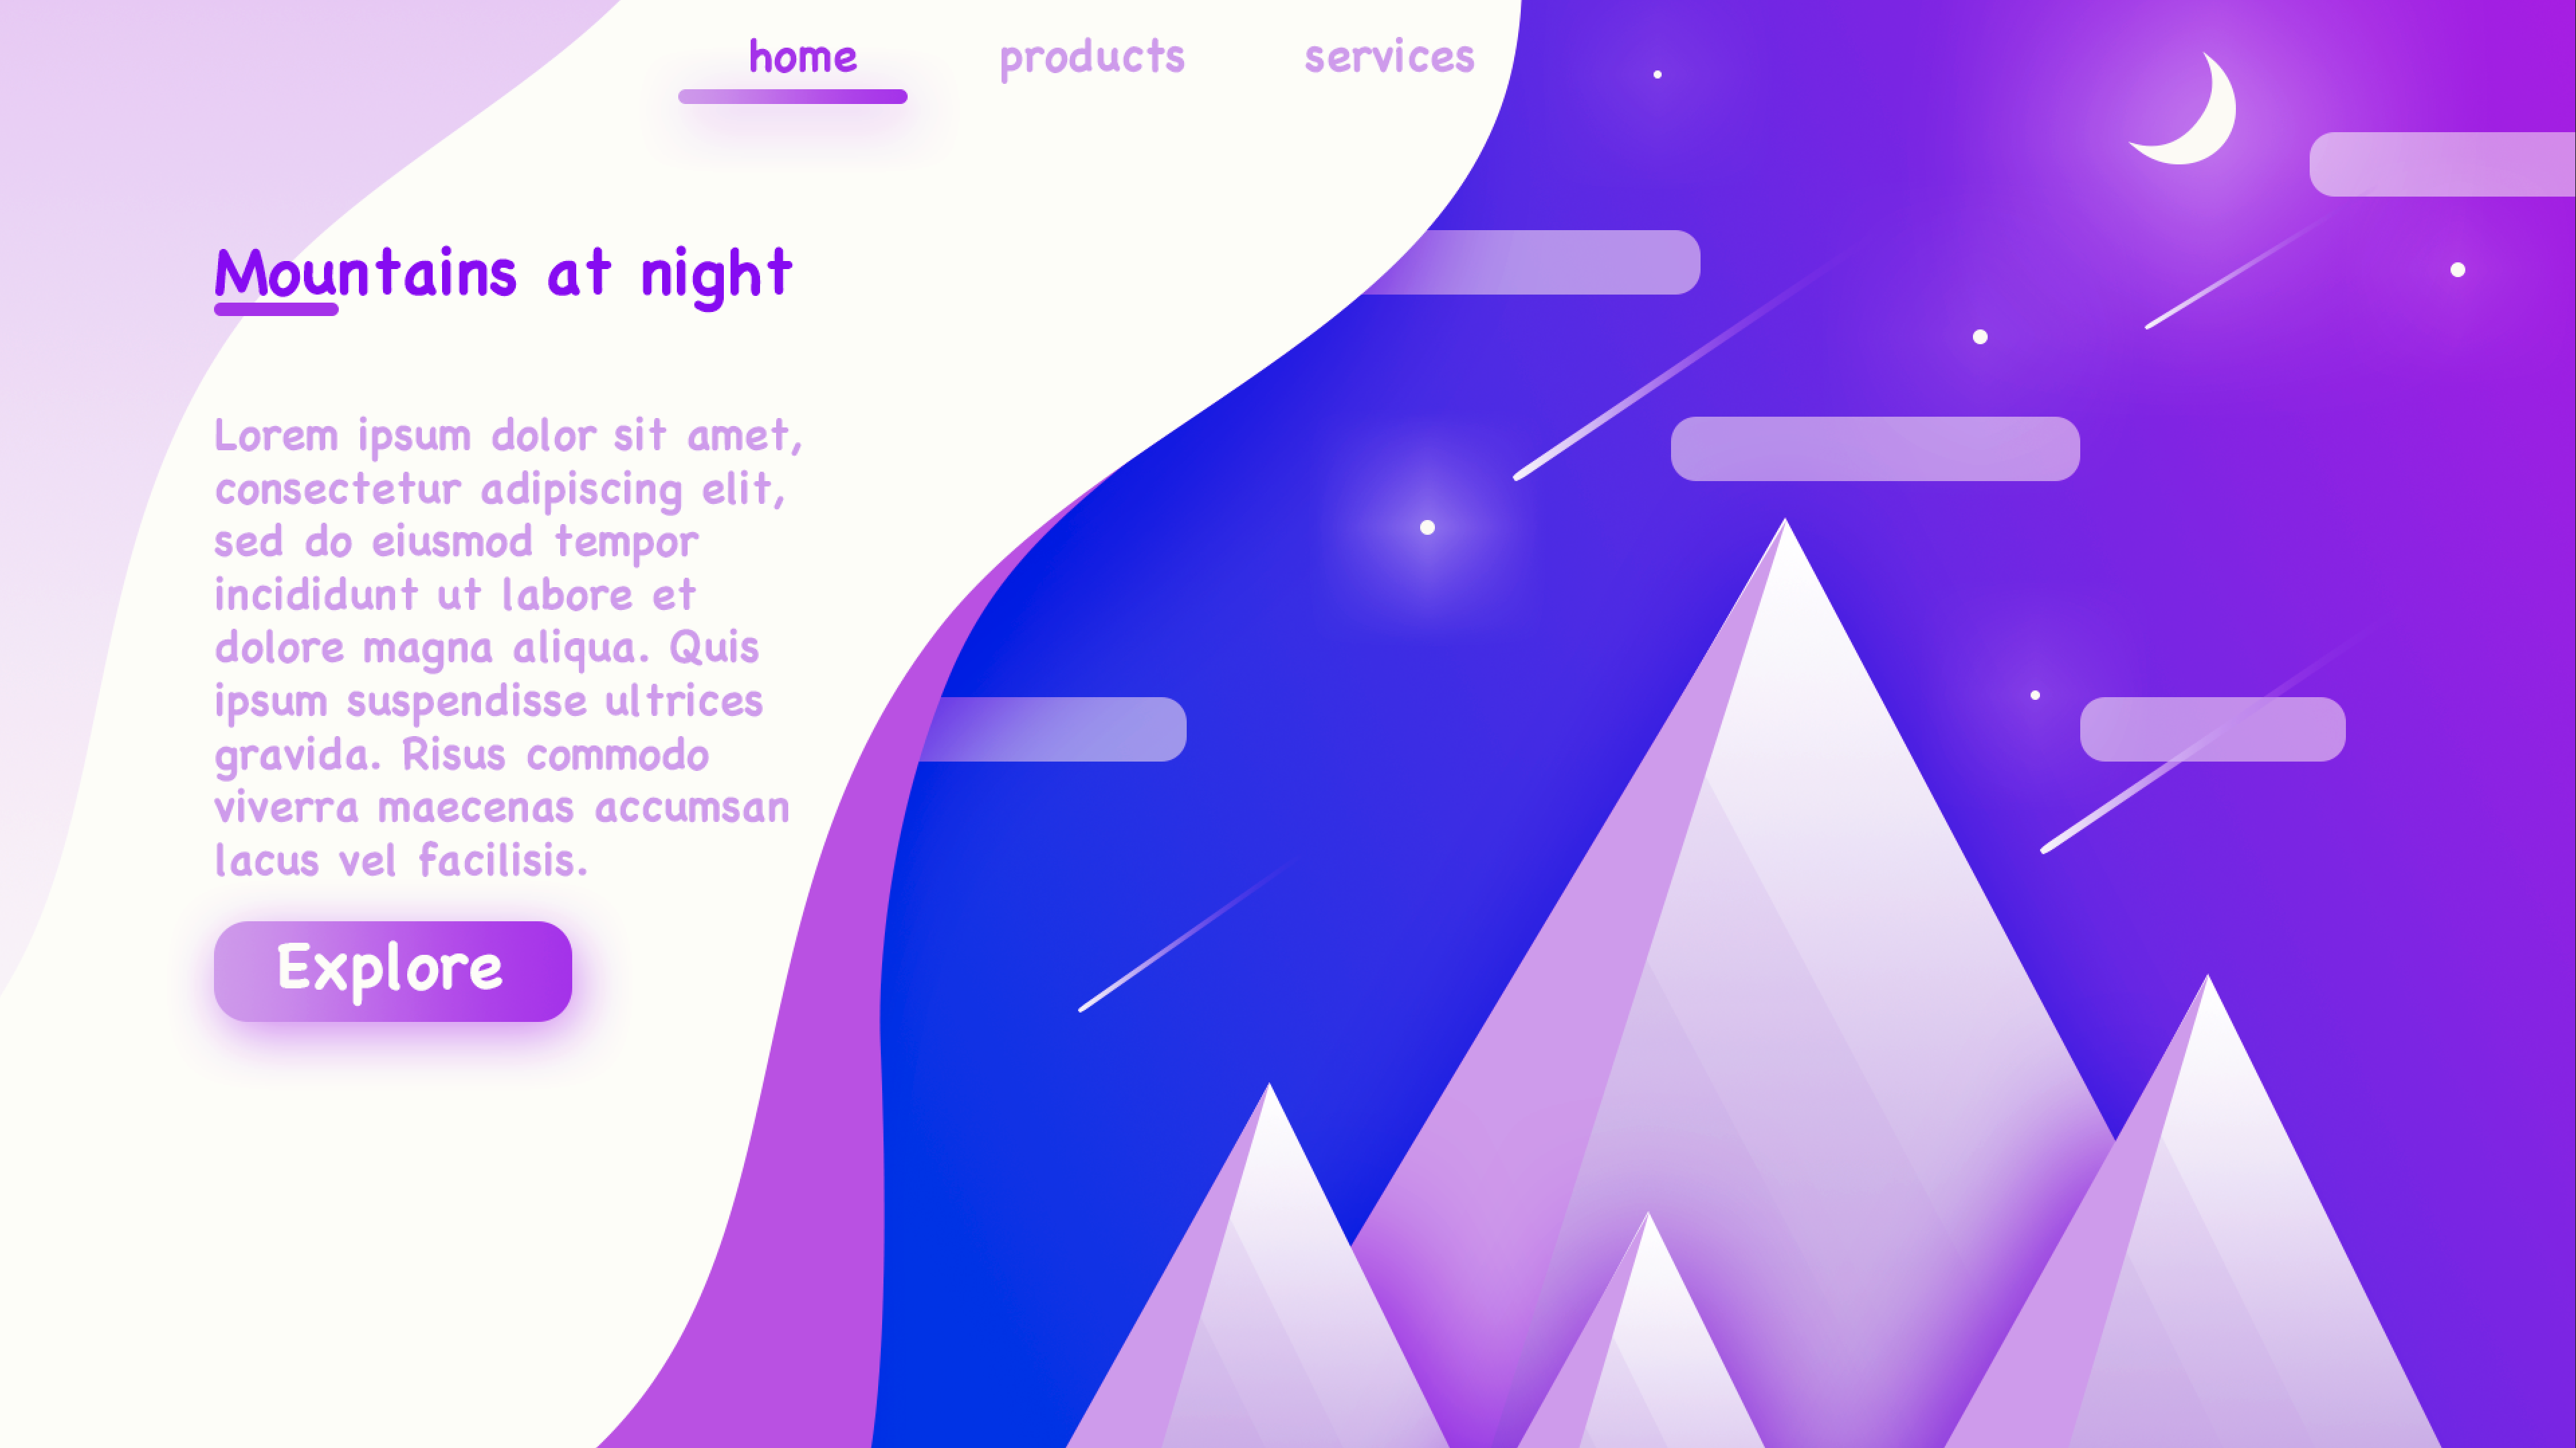 home products services
Mountains at night
Lorem ipsum dolor sit amet,
consectetur adipiscing elit,
sed do eiusmod tempor
incididunt ut labore et
dolore magna aliqua. Quis
ipsum suspendisse ultrices
gravida. Risus commodo
viverra maecenas accumsan
lacus vel facilisis.
Explore